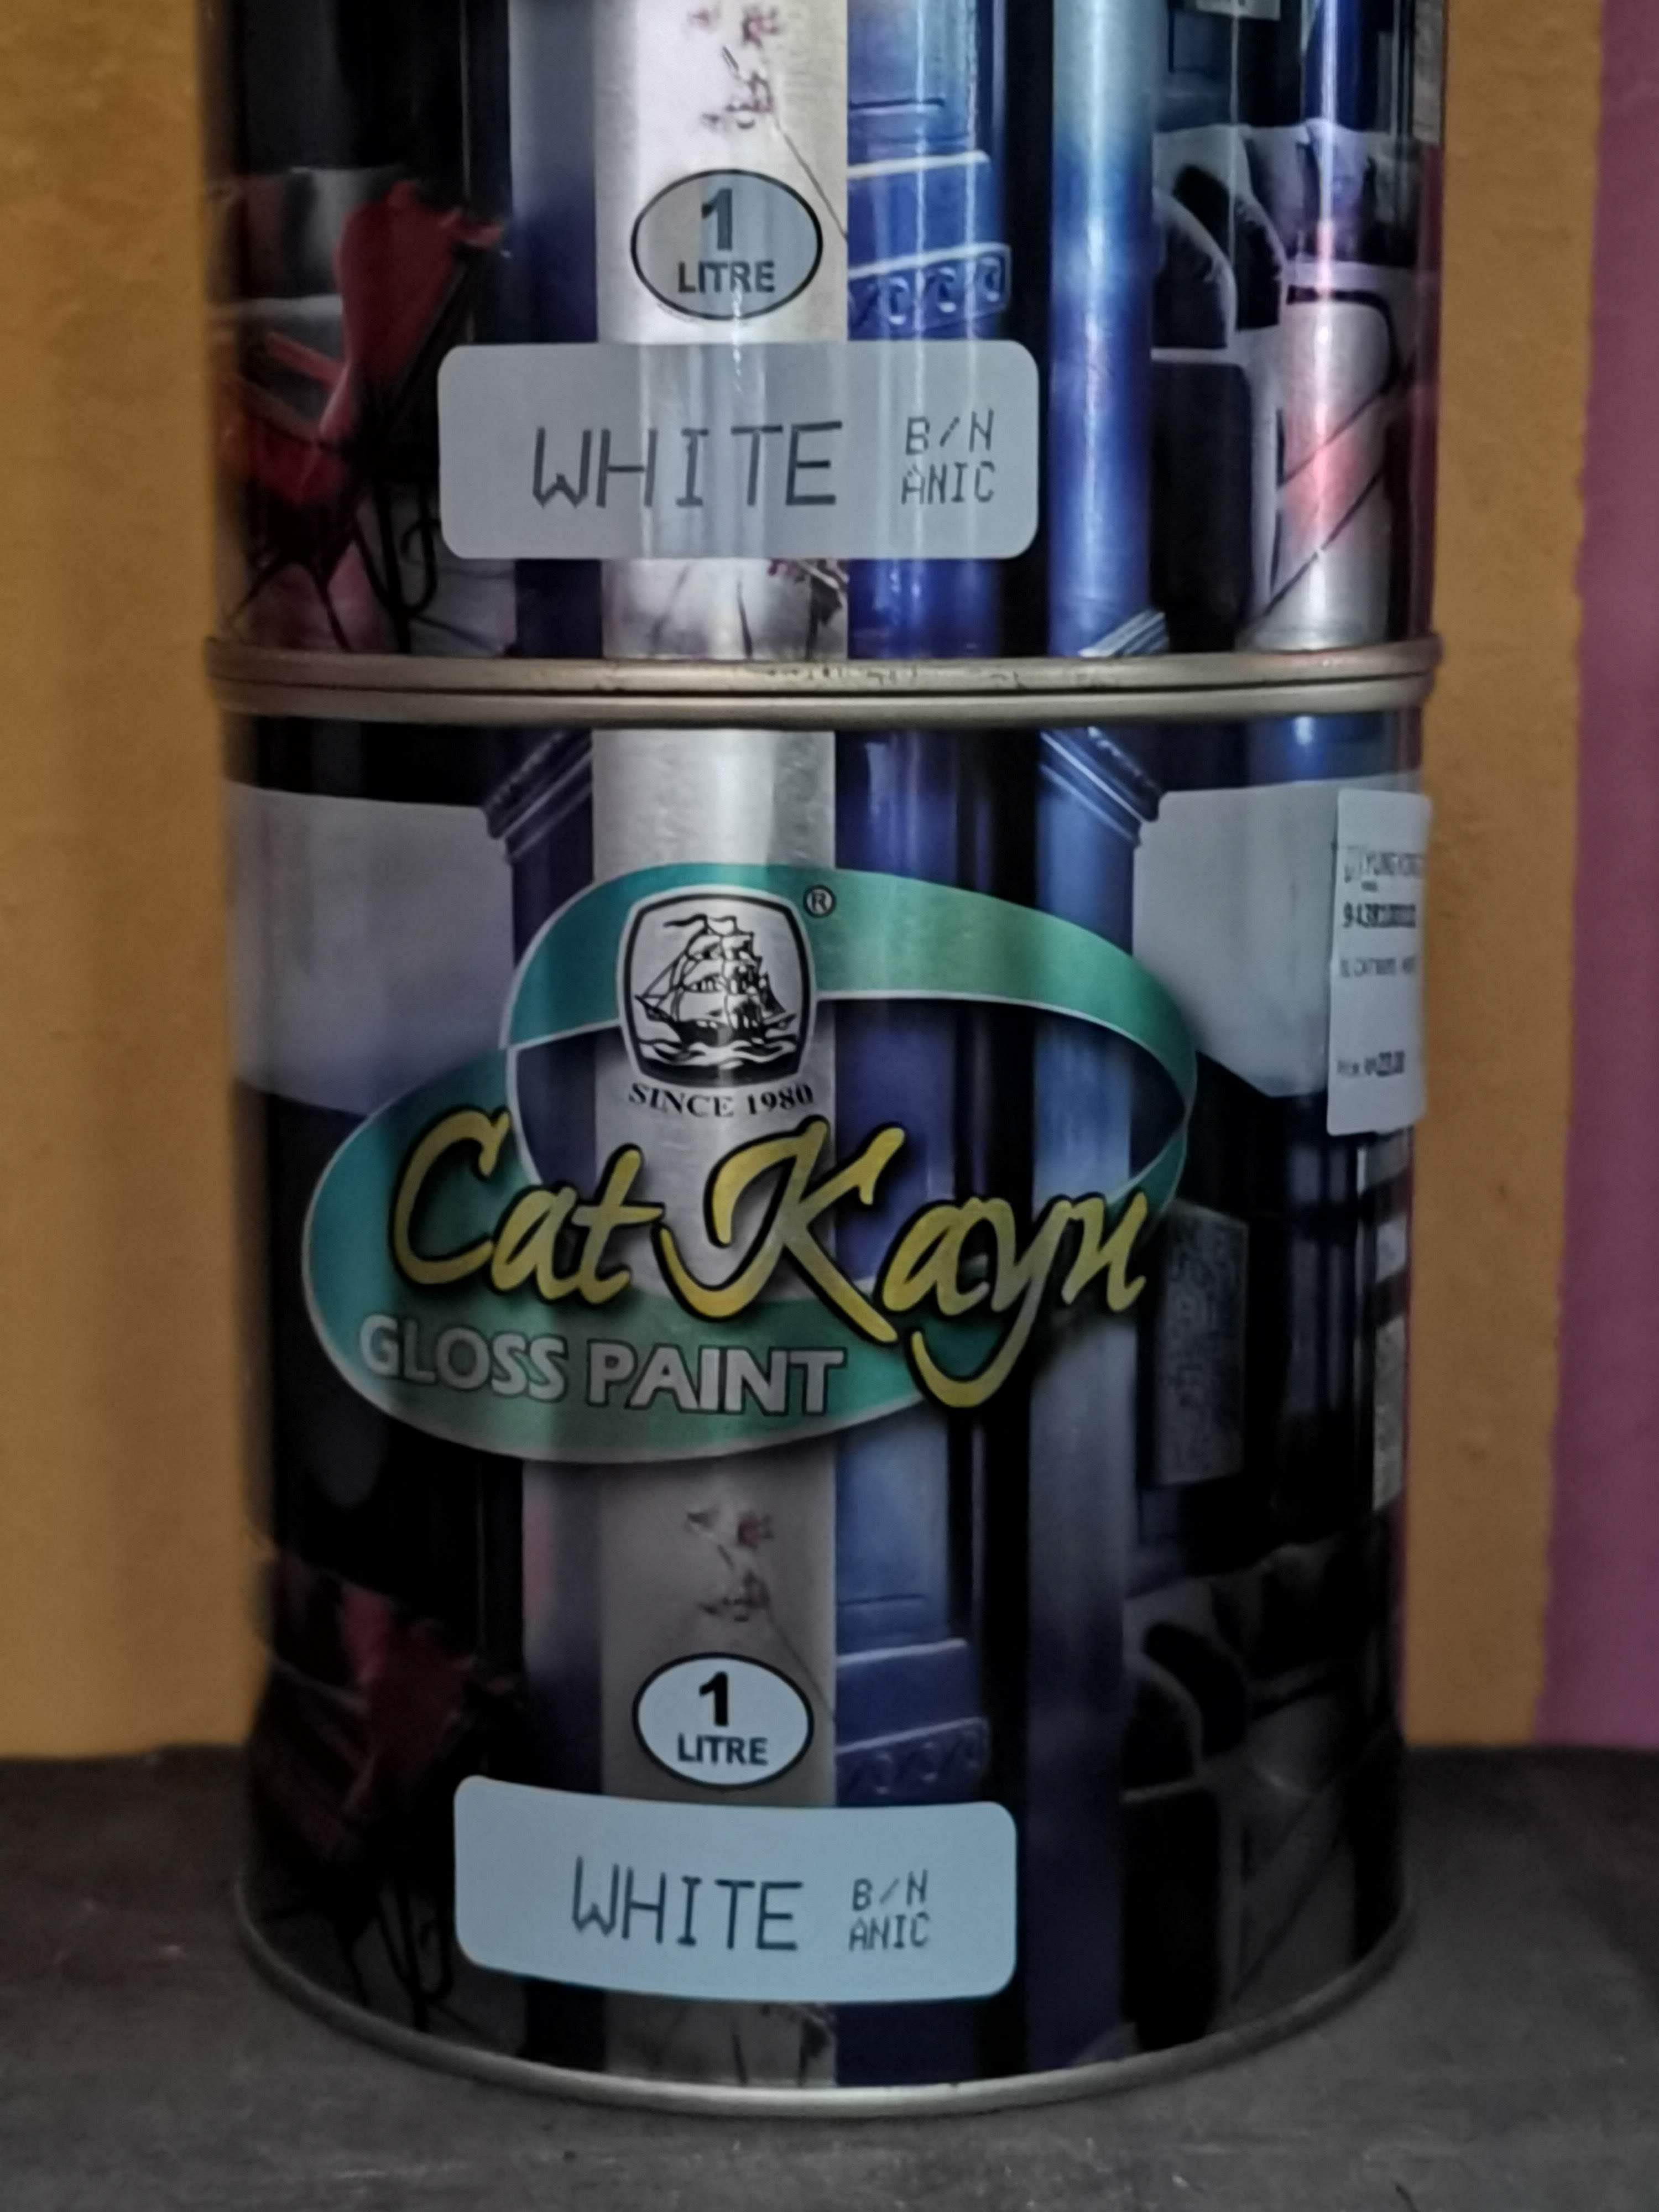 1
LITRE
WHITE
B/N
ANIC
®
SINCE 1980
Cat Kayu
GLOSS PAINT
1
LITRE
WHITE
B/N
ANIC